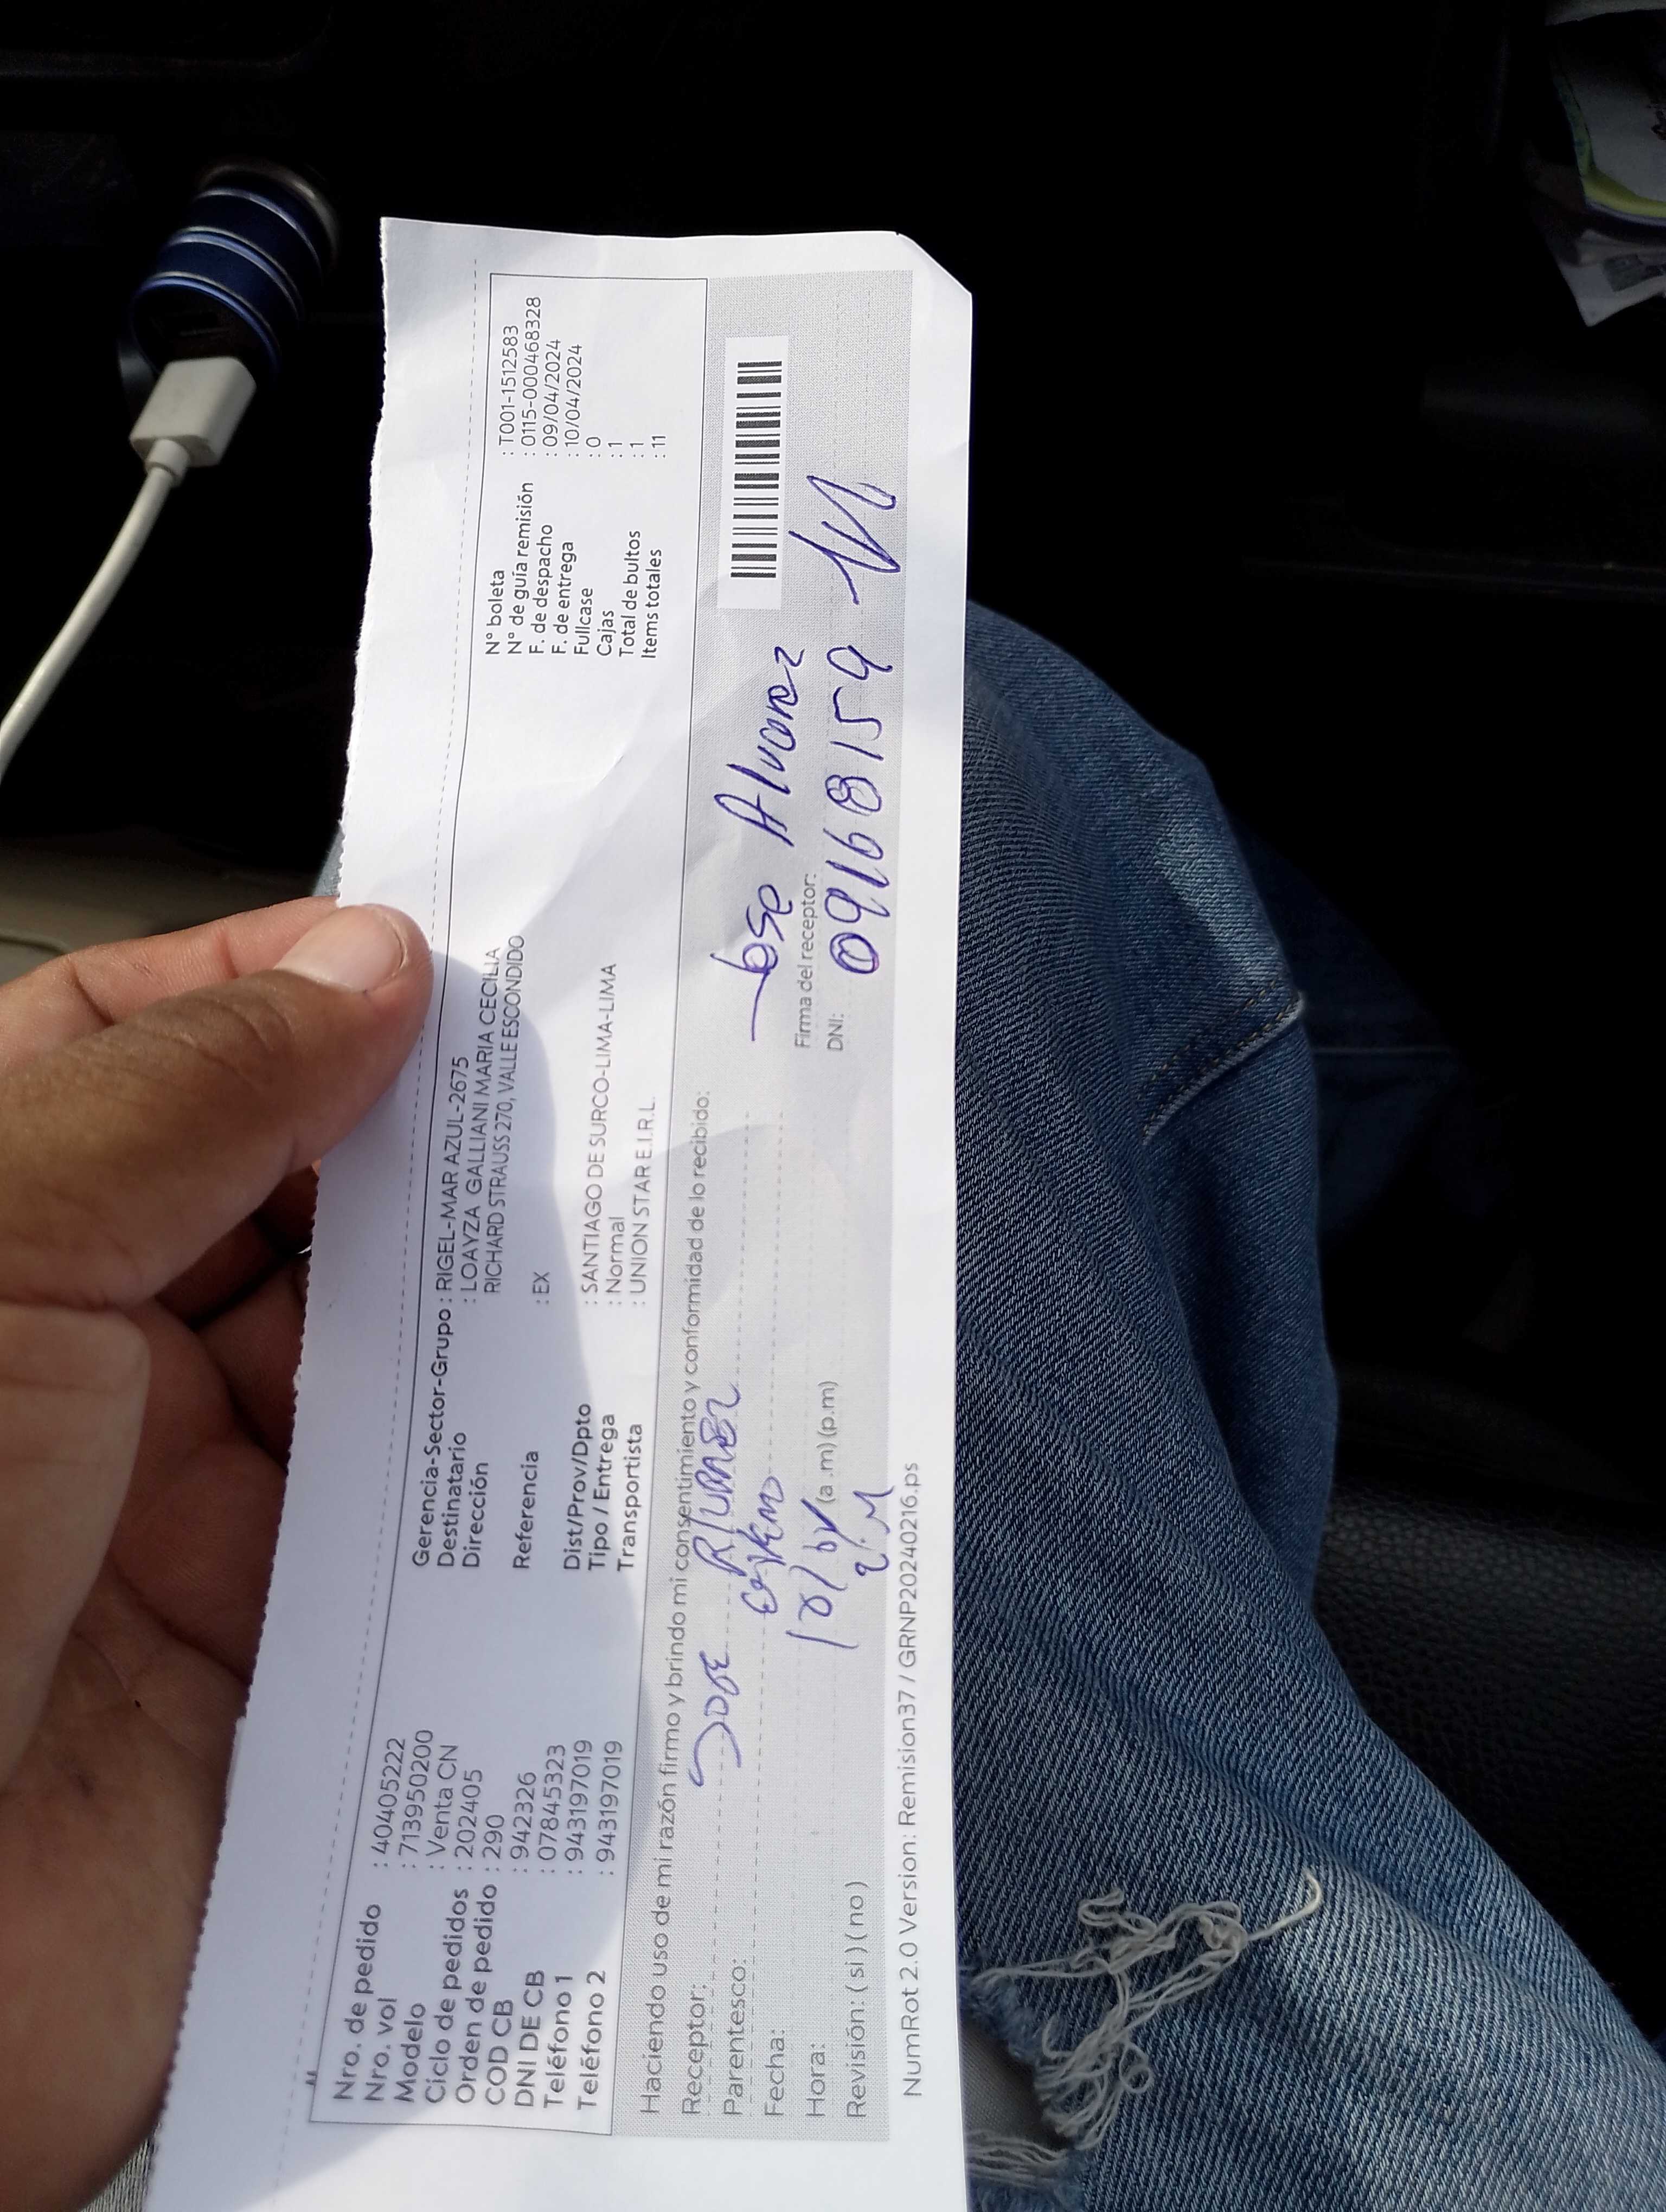 Nro. de pedido : 40405222
Nro. vol : 713950200
Modelo : Venta CN
Ciclo de pedidos : 202405
Orden de pedido : 290
COD CB : 942326
DNI DE CB : 07845323
Teléfono 1 : 943197019
Teléfono 2 : 943197019
Gerencia-Sector-Grupo : RIGEL-MAR AZUL-2675
Destinatario : LOAYZA GALLIANI MARIA CECILIA
Dirección RICHARD STRAUSS 270, VALLE ESCONDIDO
Referencia : EX
Dist/Prov/Dpto : SANTIAGO DE SURCO-LIMA-LIMA
Tipo / Entrega : Normal
Transportista : UNION STAR E.I.R.L.
N° boleta : T001-1512583
N° de guía remisión : 0115-000468328
F. de despacho : 09/04/2024
F. de entrega : 10/04/2024
Fullcase : 0
Cajas : 1
Total de bultos : 1
Items totales : 11
Haciendo uso de mi razón firmo y brindo mi consentimiento y conformidad de lo recibido:
Receptor: JOSE
Parentesco:
Fecha:
Hora: (a.m) (p.m)
Revisión: ( si ) ( no )
Jose Alvarez
Firma del receptor:
DNI: 09168159
NumRot 2.0 Version: Remision37 / GRNP20240216.ps